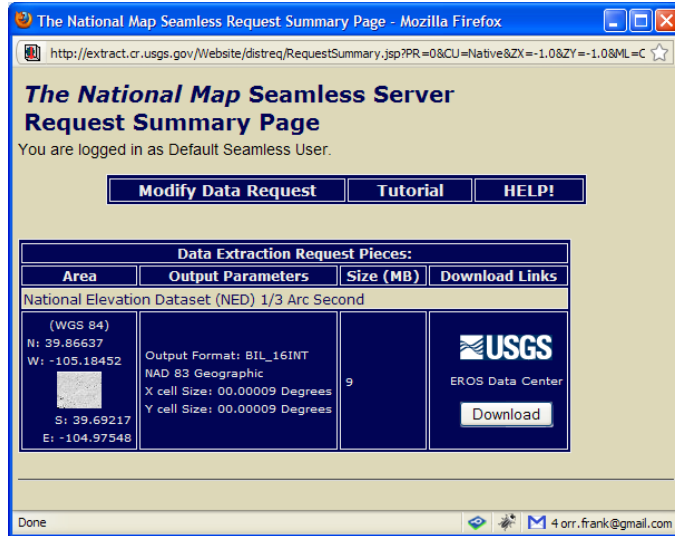 The National Map Seamless Request Summary Page - Mozilla Firefox
http://extract.cr.usgs.gov/Website/distreq/RequestSummary.jsp?PR=0&CU=Native&ZX=-1.0&ZY=-1.0&ML=C
The National Map Seamless Server
Request Summary Page
You are logged in as Default Seamless User.
Modify Data Request Tutorial HELP!
Data Extraction Request Pieces:
Area Output Parameters Size (MB) Download Links
National Elevation Dataset (NED) 1/3 Arc Second
(WGS 84)
N: 39.86637
W: -105.18452
S: 39.69217
E: -104.97548
Output Format: BIL_16INT
NAD 83 Geographic
X cell Size: 00.00009 Degrees
Y cell Size: 00.00009 Degrees
9
USGS
EROS Data Center
Download
Done 4 orr.frank@gmail.com